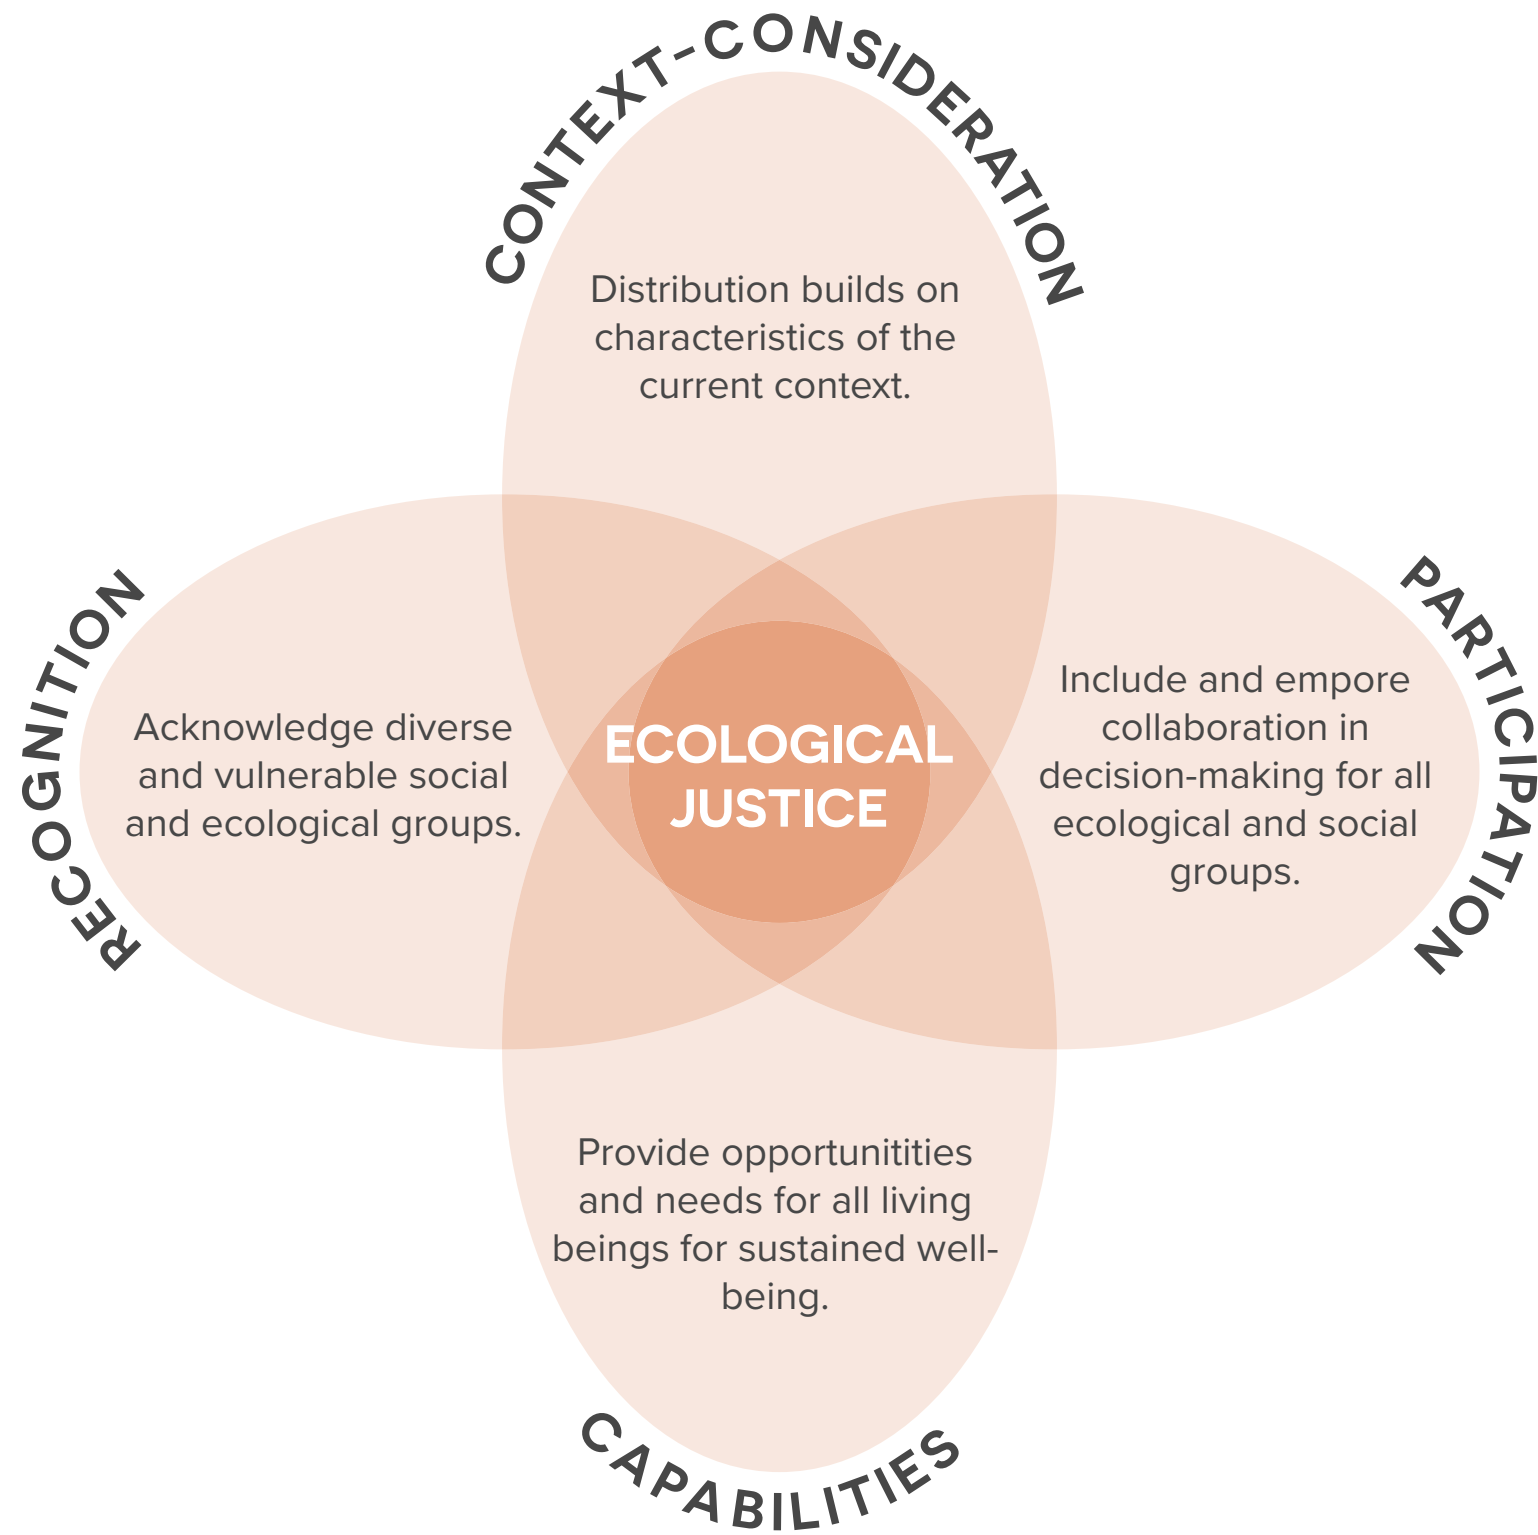 CONTEXT-CONSIDERATION
Distribution builds on
characteristics of the
current context.
RECOGNITION
Acknowledge diverse
and vulnerable social
and ecological groups.
ECOLOGICAL
JUSTICE
PARTICIPATION
Include and empore
collaboration in
decision-making for all
ecological and social
groups.
Provide opportunitities
and needs for all living
beings for sustained well-
being.
CAPABILITIES